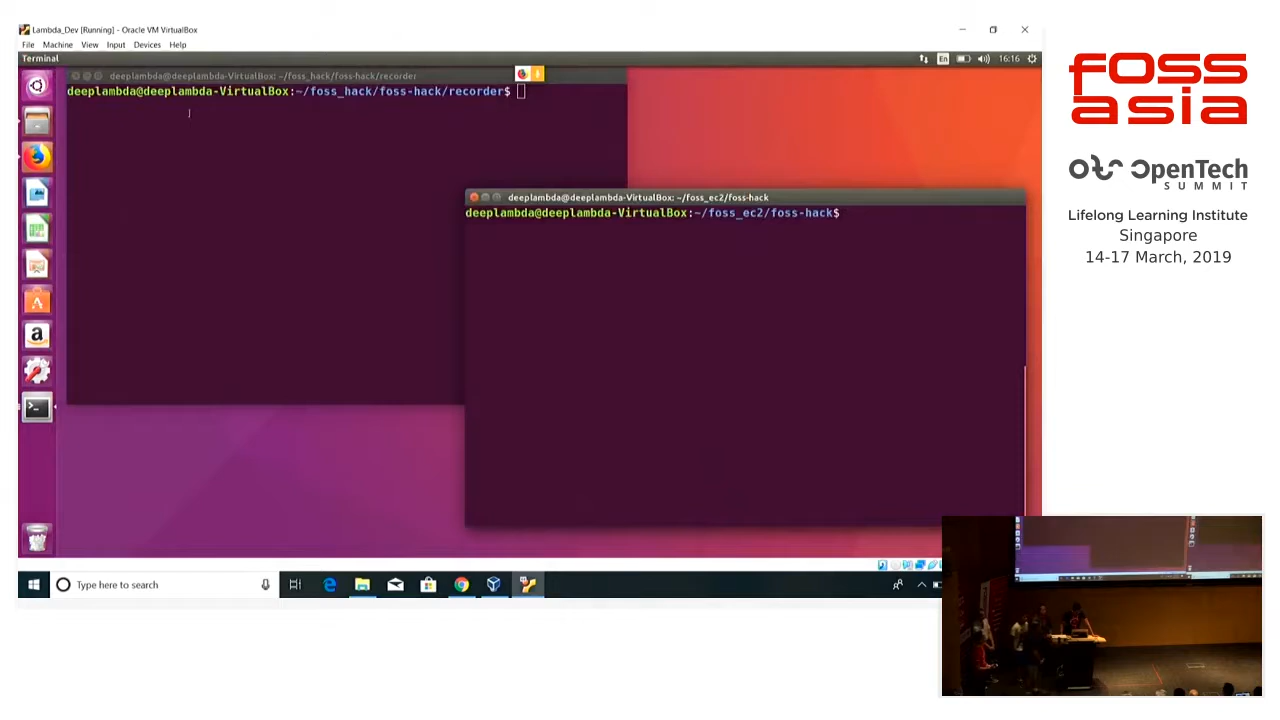 Lambda_Dev [Running] - Oracle VM VirtualBox
File Machine View Input Devices Help
Terminal
En
16:16
deeplambda@deeplambda-VirtualBox: ~/foss_hack/foss-hack/recorder
deeplambda@deeplambda-VirtualBox:~/foss_hack/foss-hack/recorder$
deeplambda@deeplambda-VirtualBox: ~/foss_ec2/foss-hack
deeplambda@deeplambda-VirtualBox:~/foss_ec2/foss-hack$
Type here to search
foss
asia
OpenTech
SUMMIT
Lifelong Learning Institute
Singapore
14-17 March, 2019